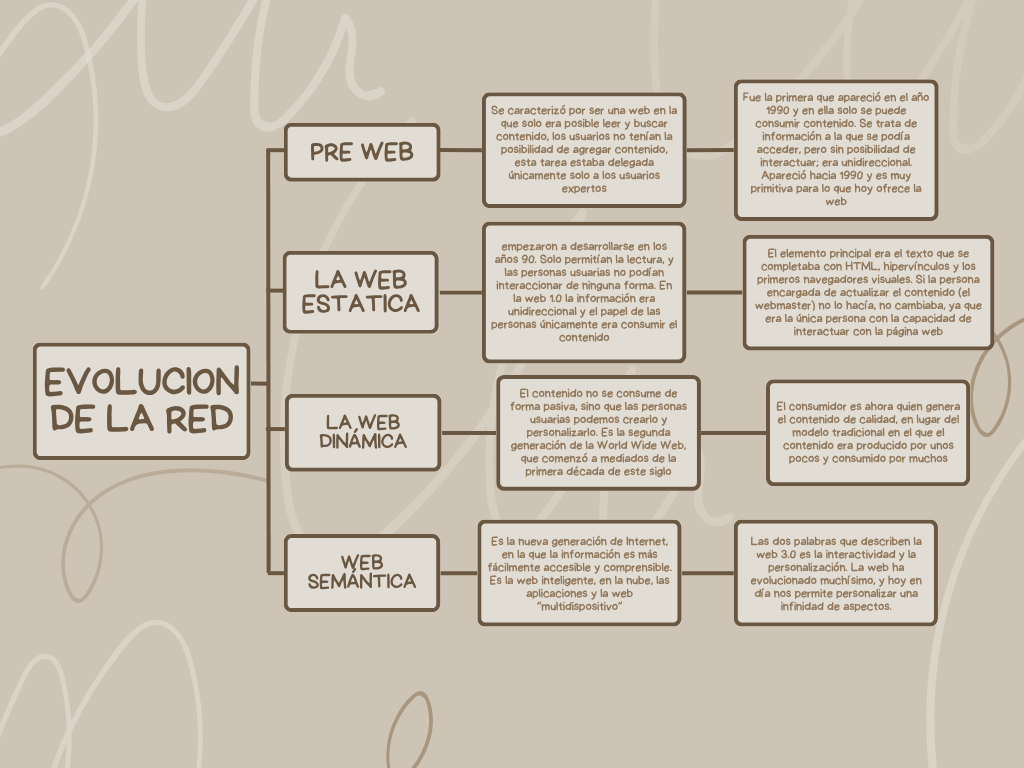 EVOLUCION
DE LA RED
PRE WEB
Se caracterizó por ser una web en la
que solo era posible leer y buscar
contenido, los usuarios no tenían la
posibilidad de agregar contenido,
esta tarea estaba delegada
únicamente solo a los usuarios
expertos
Fue la primera que apareció en el año
1990 y en ella solo se puede
consumir contenido. Se trata de
información a la que se podía
acceder, pero sin posibilidad de
interactuar; era unidireccional.
Apareció hacia 1990 y es muy
primitiva para lo que hoy ofrece la
web
LA WEB
ESTATICA
empezaron a desarrollarse en los
años 90. Solo permitían la lectura, y
las personas usuarias no podían
interaccionar de ninguna forma. En
la web 1.0 la información era
unidireccional y el papel de las
personas únicamente era consumir el
contenido
El elemento principal era el texto que se
completaba con HTML, hipervínculos y los
primeros navegadores visuales. Si la persona
encargada de actualizar el contenido (el
webmaster) no lo hacía, no cambiaba, ya que
era la única persona con la capacidad de
interactuar con la página web
LA WEB
DINÁMICA
El contenido no se consume de
forma pasiva, sino que las personas
usuarias podemos crearlo y
personalizarlo. Es la segunda
generación de la World Wide Web,
que comenzó a mediados de la
primera década de este siglo
El consumidor es ahora quien genera
el contenido de calidad, en lugar del
modelo tradicional en el que el
contenido era producido por unos
pocos y consumido por muchos
WEB
SEMÁNTICA
Es la nueva generación de Internet,
en la que la información es más
fácilmente accesible y comprensible.
Es la web inteligente, en la nube, las
aplicaciones y la web
“multidispositivo”
Las dos palabras que describen la
web 3.0 es la interactividad y la
personalización. La web ha
evolucionado muchísimo, y hoy en
día nos permite personalizar una
infinidad de aspectos.